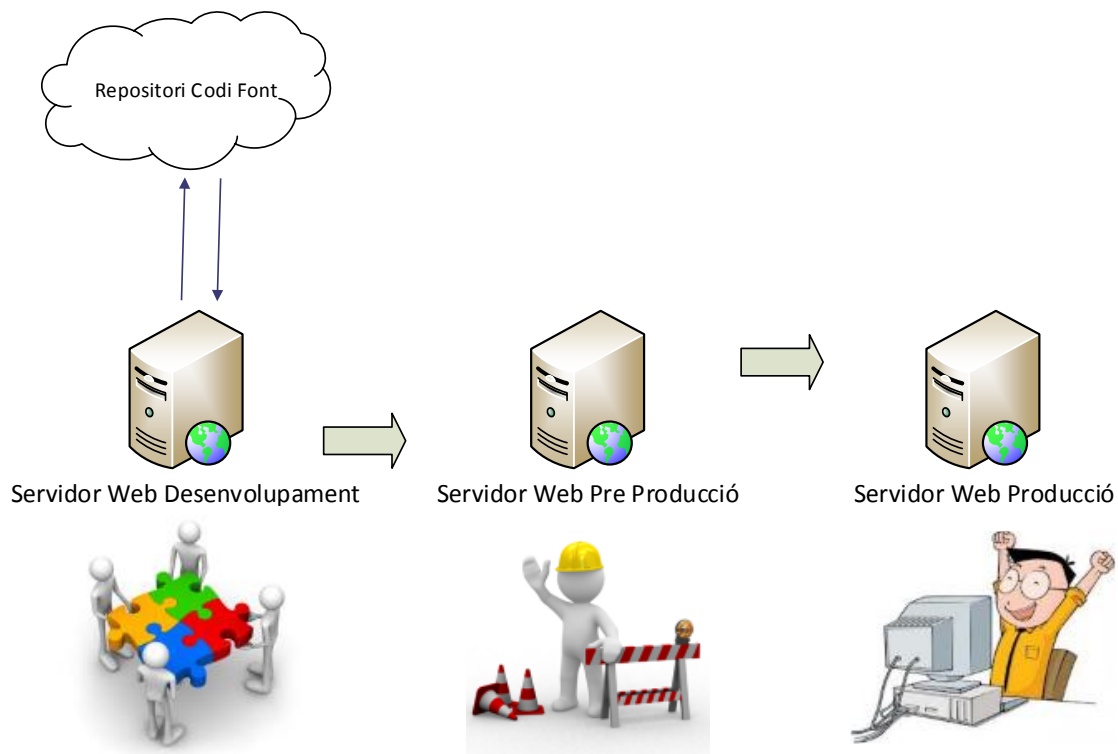 Repositori Codi Font
Servidor Web Desenvolupament
Servidor Web Pre Producció
Servidor Web Producció